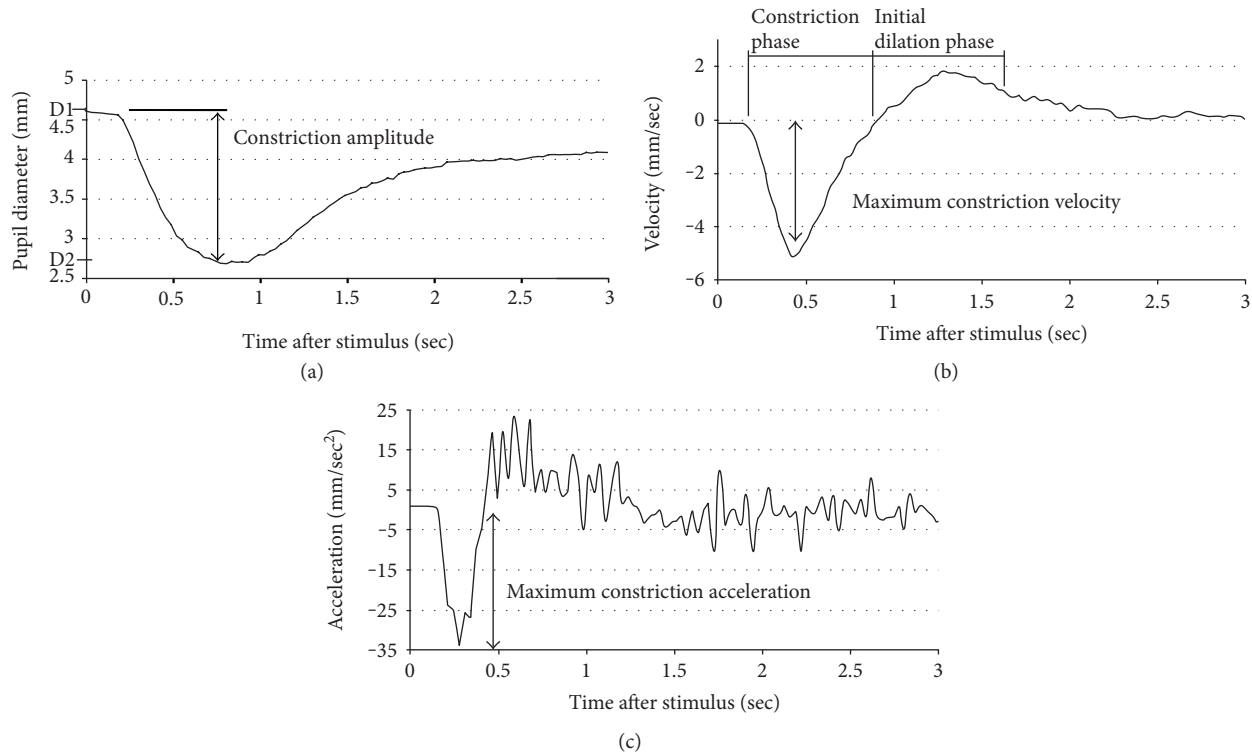 5
D1
4.5
4
3.5
3
D2
2.5
Pupil diameter (mm)
Constriction amplitude
0 0.5 1 1.5 2 2.5 3
Time after stimulus (sec)
(a)
Constriction phase
Initial dilation phase
2
0
-2
-4
-6
Velocity (mm/sec)
Maximum constriction velocity
0 0.5 1 1.5 2 2.5 3
Time after stimulus (sec)
(b)
25
15
5
-5
-15
-25
-35
Acceleration (mm/sec²)
Maximum constriction acceleration
0 0.5 1 1.5 2 2.5 3
Time after stimulus (sec)
(c)